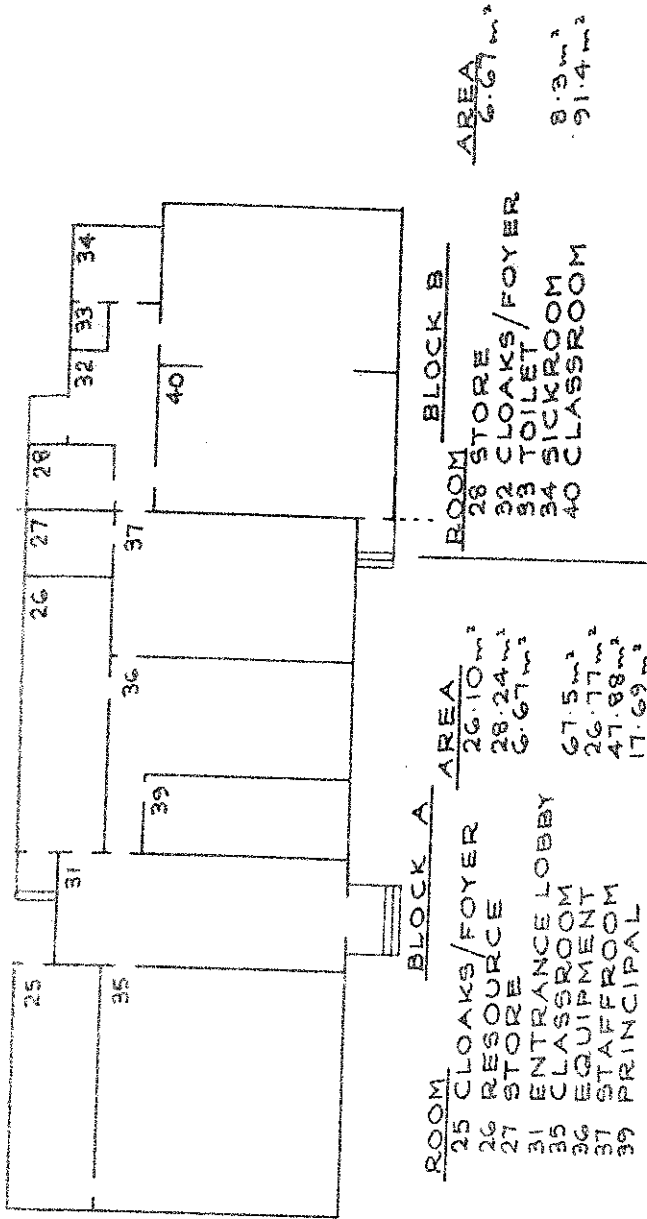 25
26
27
28
32
33
34
31
35
39
36
37
40
BLOCK A
ROOM AREA
25 CLOAKS/FOYER 26·10m²
26 RESOURCE 28·24m²
27 STORE 6·67m²
31 ENTRANCE LOBBY
35 CLASSROOM 67·5m²
36 EQUIPMENT 26·77m²
37 STAFFROOM 47·88m²
39 PRINCIPAL 17·69m²
BLOCK B
ROOM AREA
28 STORE 6·67m²
32 CLOAKS/FOYER
33 TOILET
34 SICKROOM 8·3m²
40 CLASSROOM 91·4m²